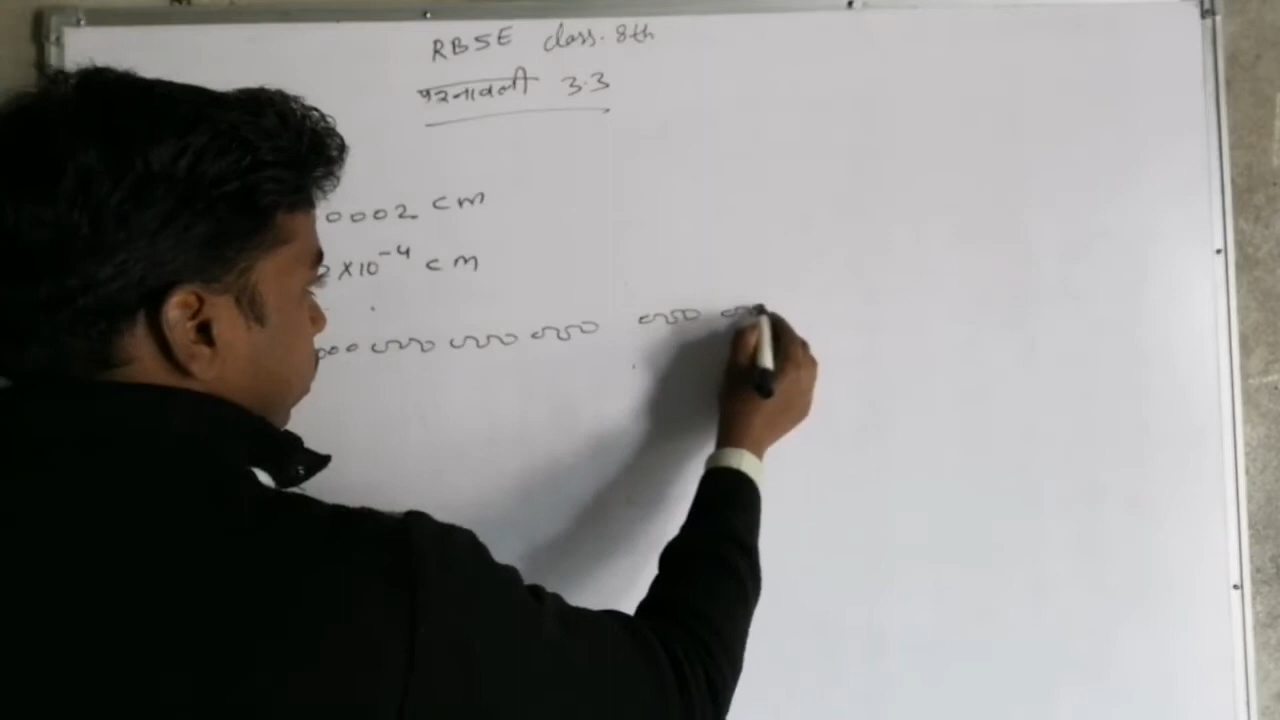 RBSE class. 8th
प्रश्नावली 3.3
0002 cm
2×10⁻⁴ cm